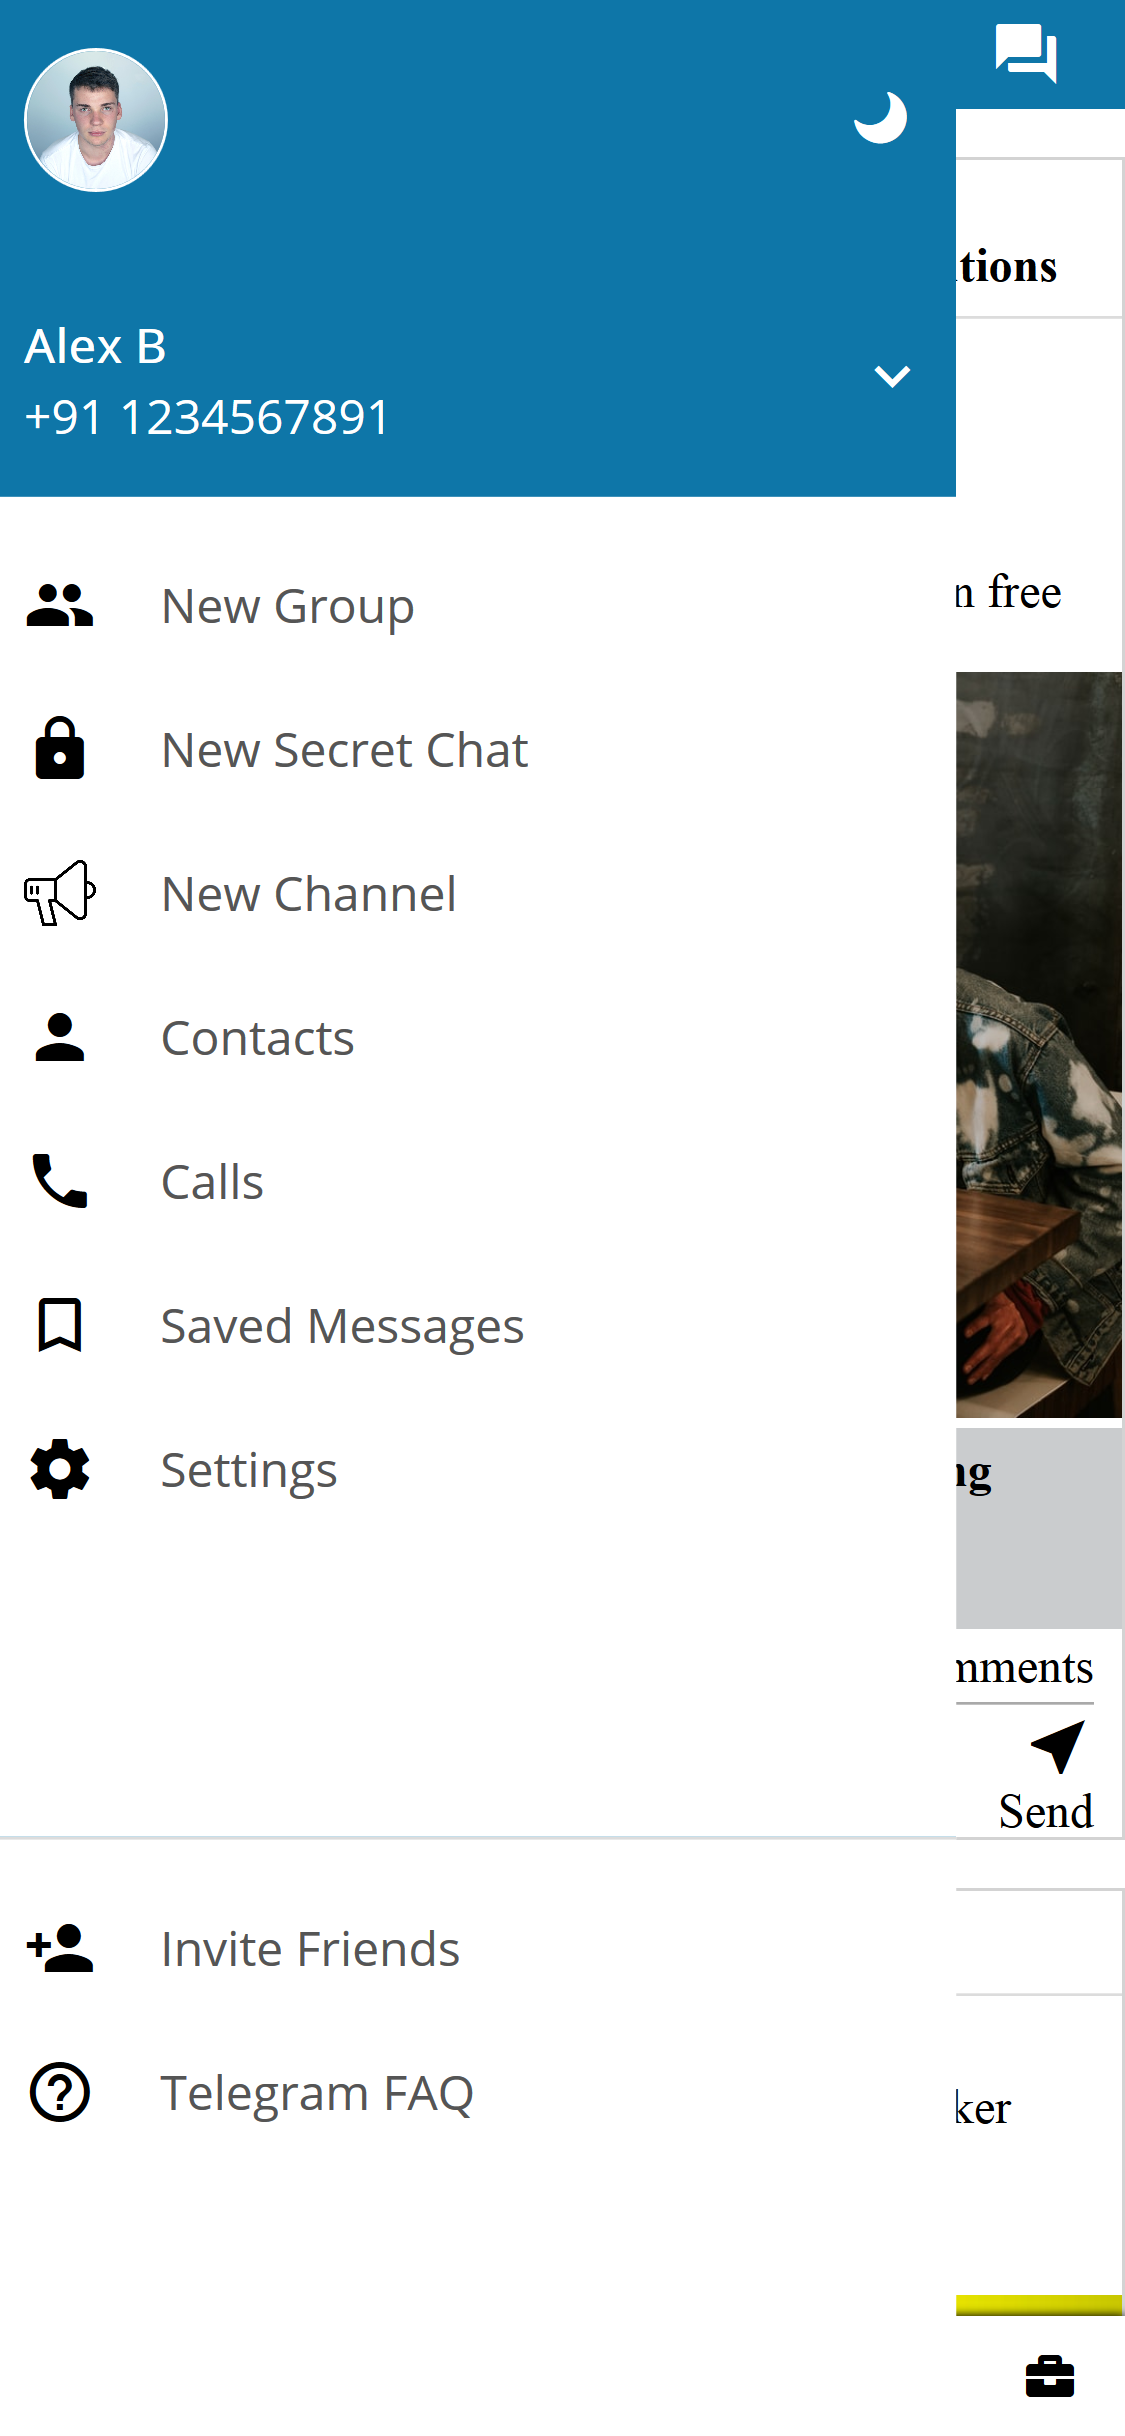 Alex B
+91 1234567891
New Group
New Secret Chat
New Channel
Contacts
Calls
Saved Messages
Settings
Invite Friends
Telegram FAQ
tions
n free
ng
mments
Send
ker